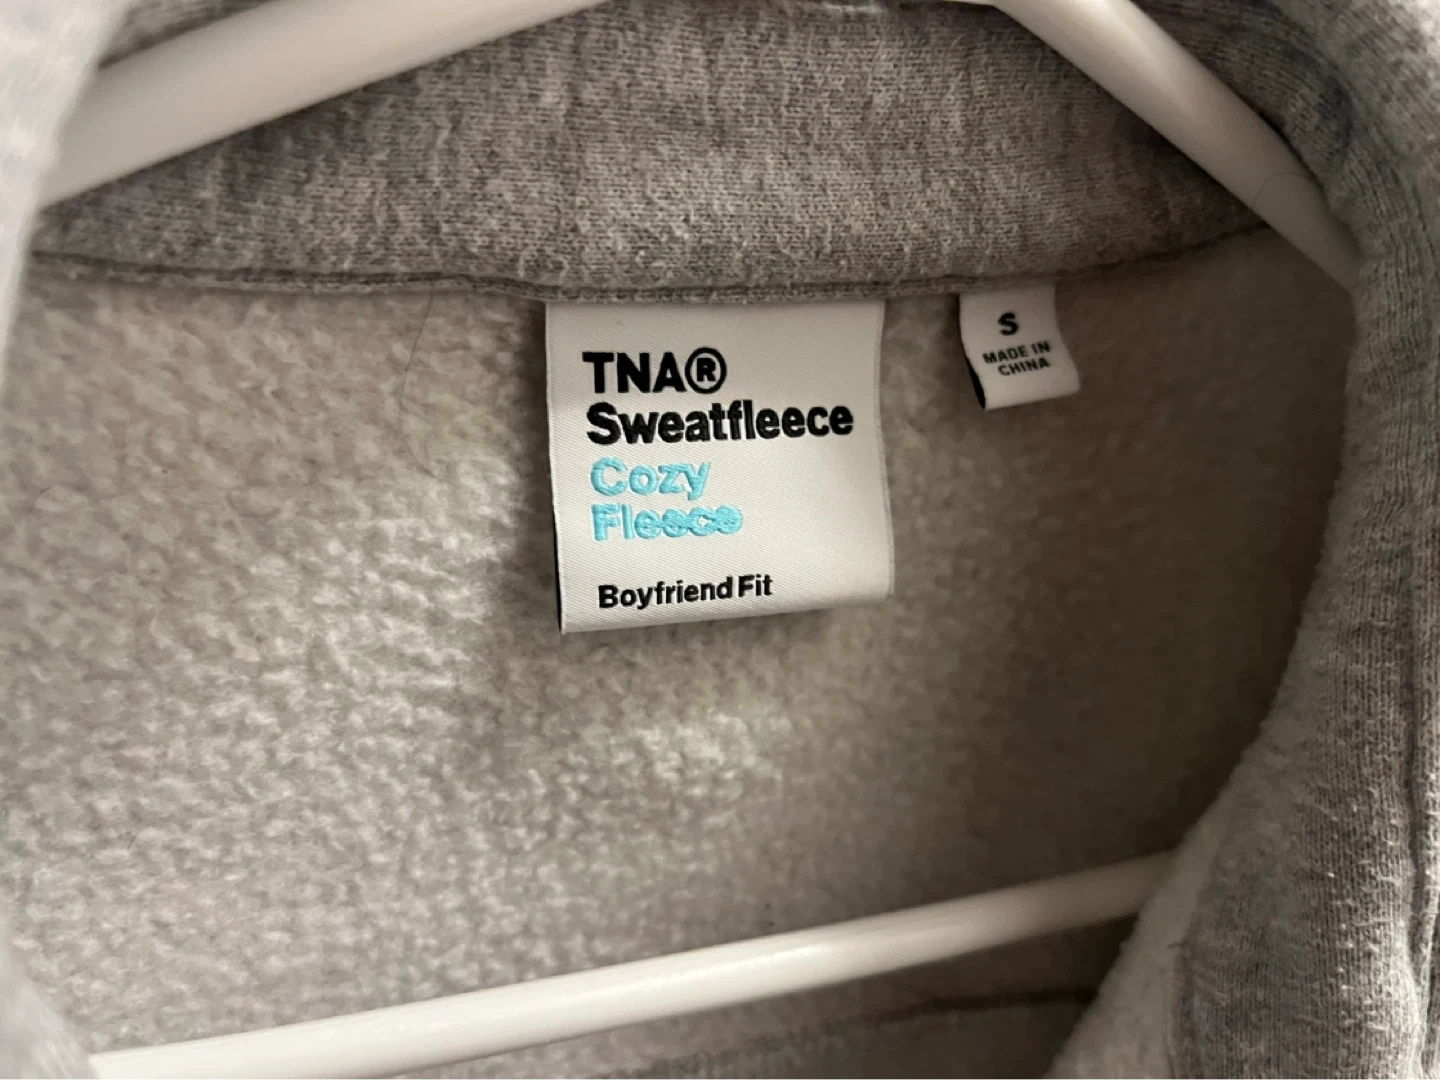 TNA®
Sweatfleece
Cozy
Fleece
Boyfriend Fit
S
MADE IN
CHINA